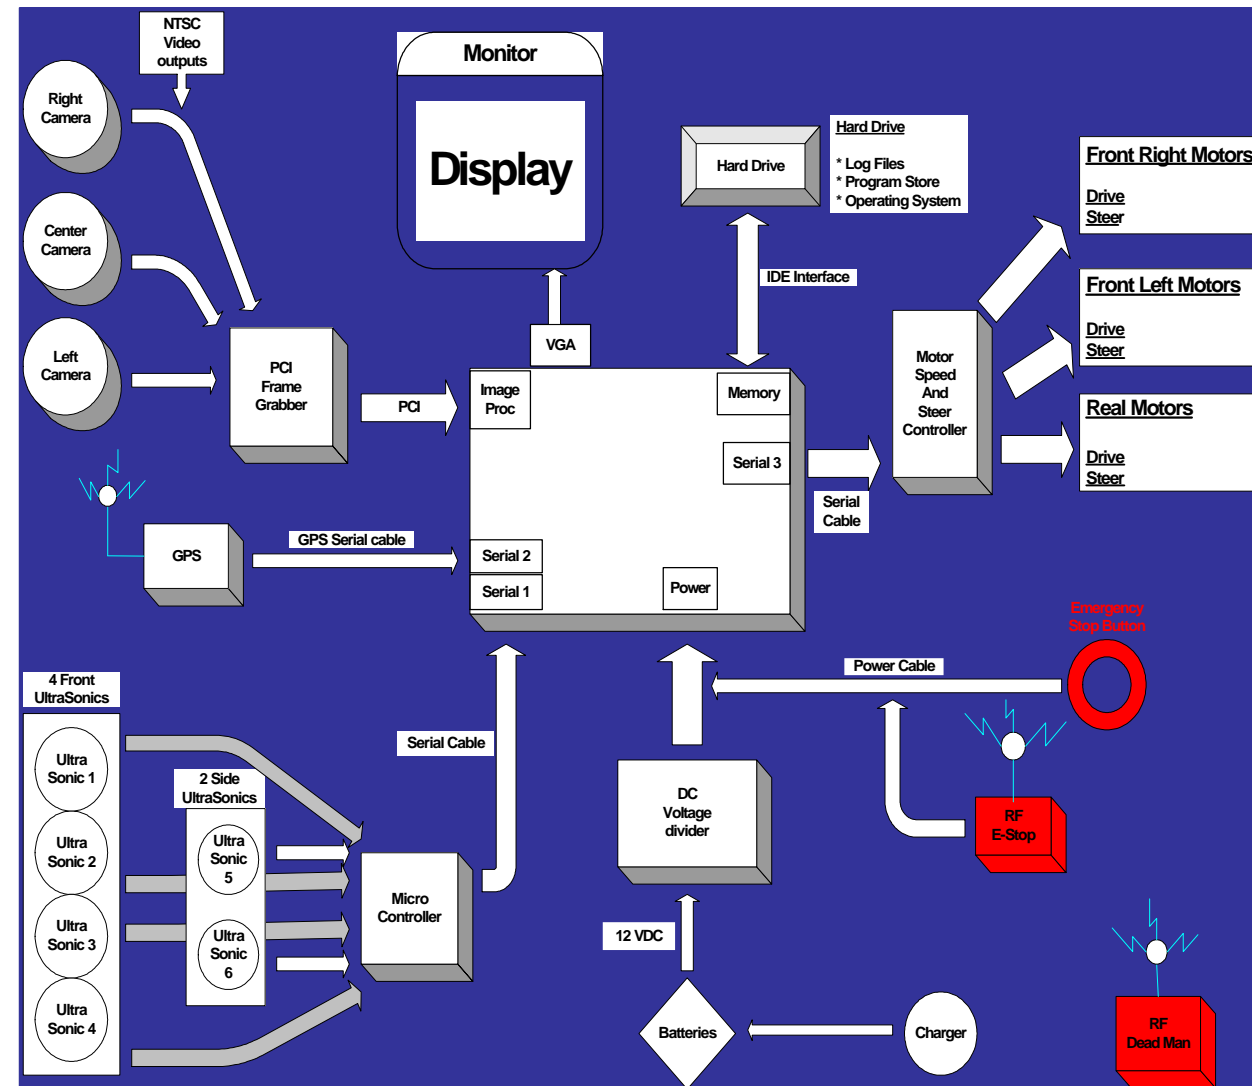 NTSC
Video
outputs
Right
Camera
Center
Camera
Left
Camera
PCI
Frame
Grabber
PCI
Monitor
Display
VGA
Hard Drive
Hard Drive
* Log Files
* Program Store
* Operating System
IDE Interface
Image
Proc
Memory
Serial 3
Serial 2
Serial 1
Power
Serial
Cable
Motor
Speed
And
Steer
Controller
Front Right Motors
Drive
Steer
Front Left Motors
Drive
Steer
Real Motors
Drive
Steer
GPS
GPS Serial cable
Emergency
Stop Button
Power Cable
RF
E-Stop
RF
Dead Man
4 Front
UltraSonics
Ultra
Sonic 1
Ultra
Sonic 2
Ultra
Sonic 3
Ultra
Sonic 4
2 Side
UltraSonics
Ultra
Sonic
5
Ultra
Sonic
6
Micro
Controller
Serial Cable
DC
Voltage
divider
12 VDC
Batteries
Charger